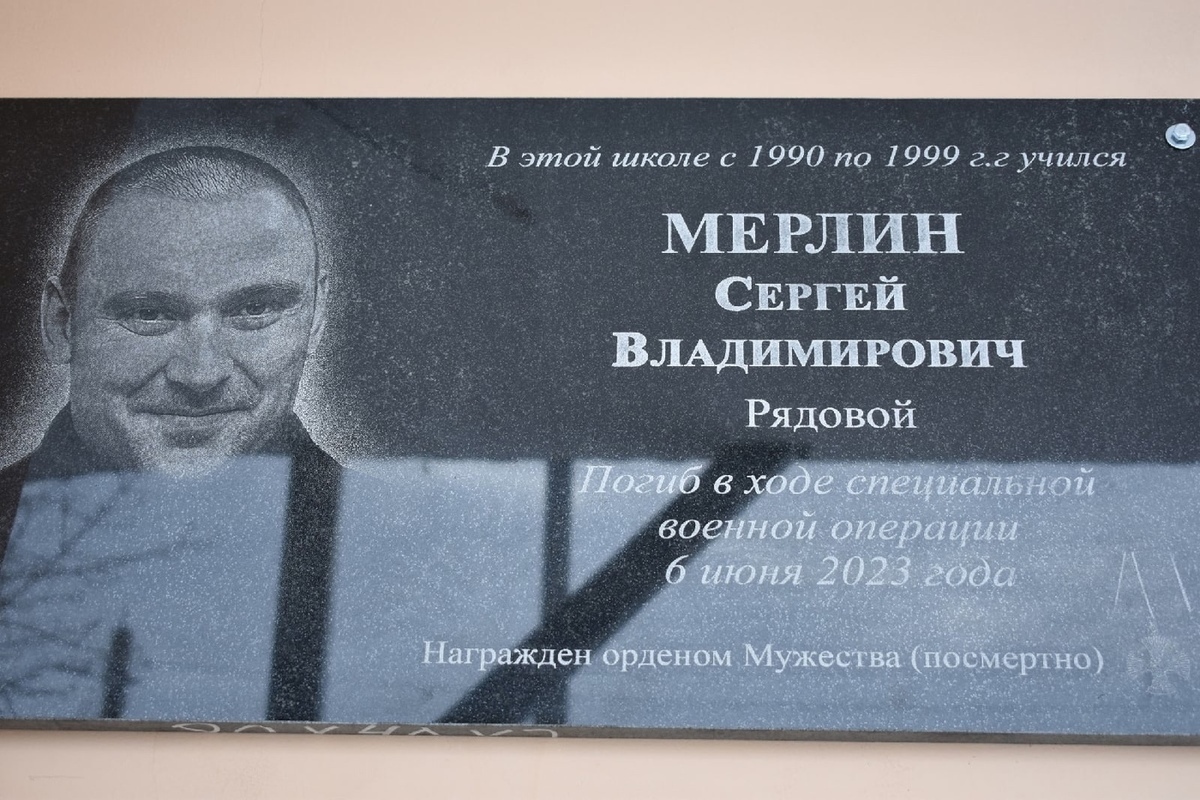 В этой школе с 1990 по 1999 г.г учился
МЕРЛИН
СЕРГЕЙ
ВЛАДИМИРОВИЧ
Рядовой
Погиб в ходе специальной
военной операции
6 июня 2023 года
Награжден орденом Мужества (посмертно)